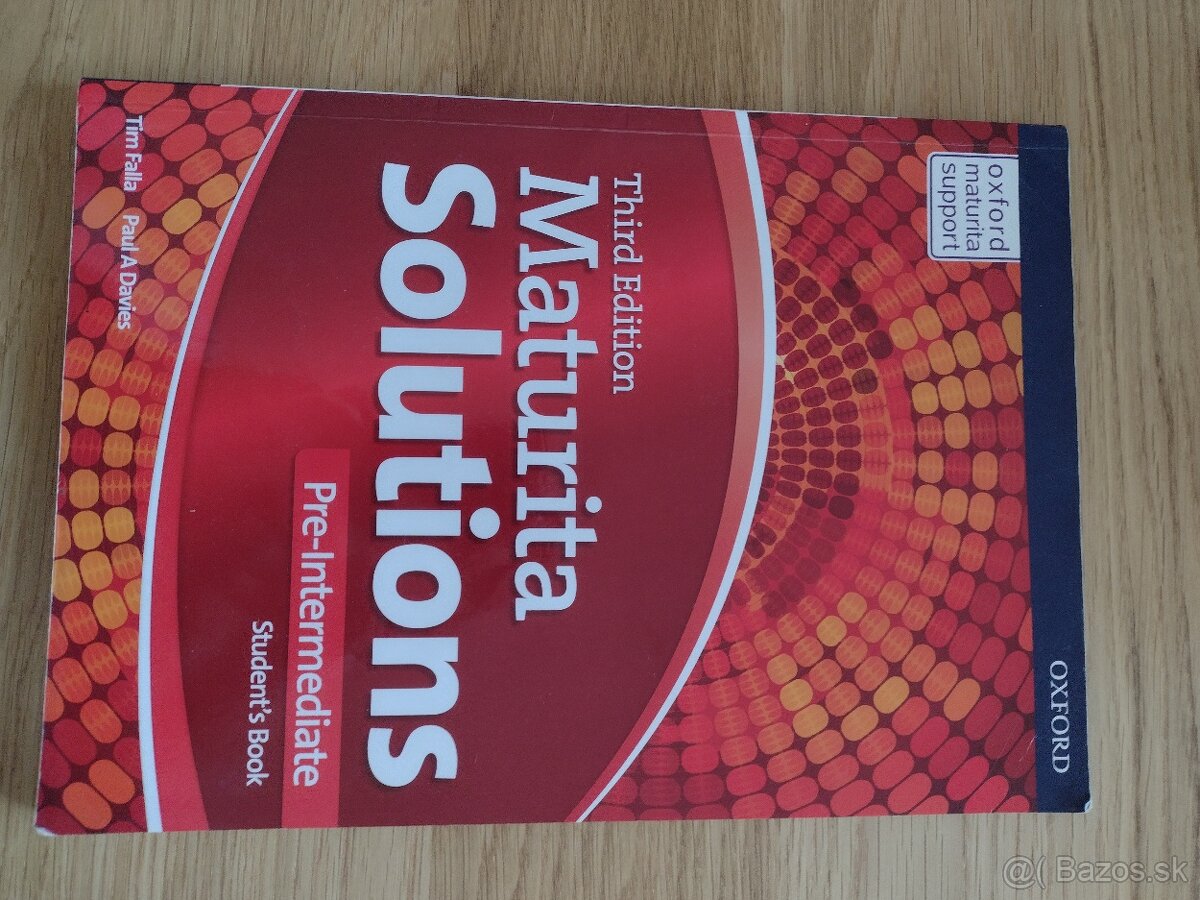 OXFORD
oxford
maturita
support
Third Edition
Maturita
Solutions
Pre-Intermediate
Student's Book
Tim Falla Paul A Davies
@( Bazos.sk